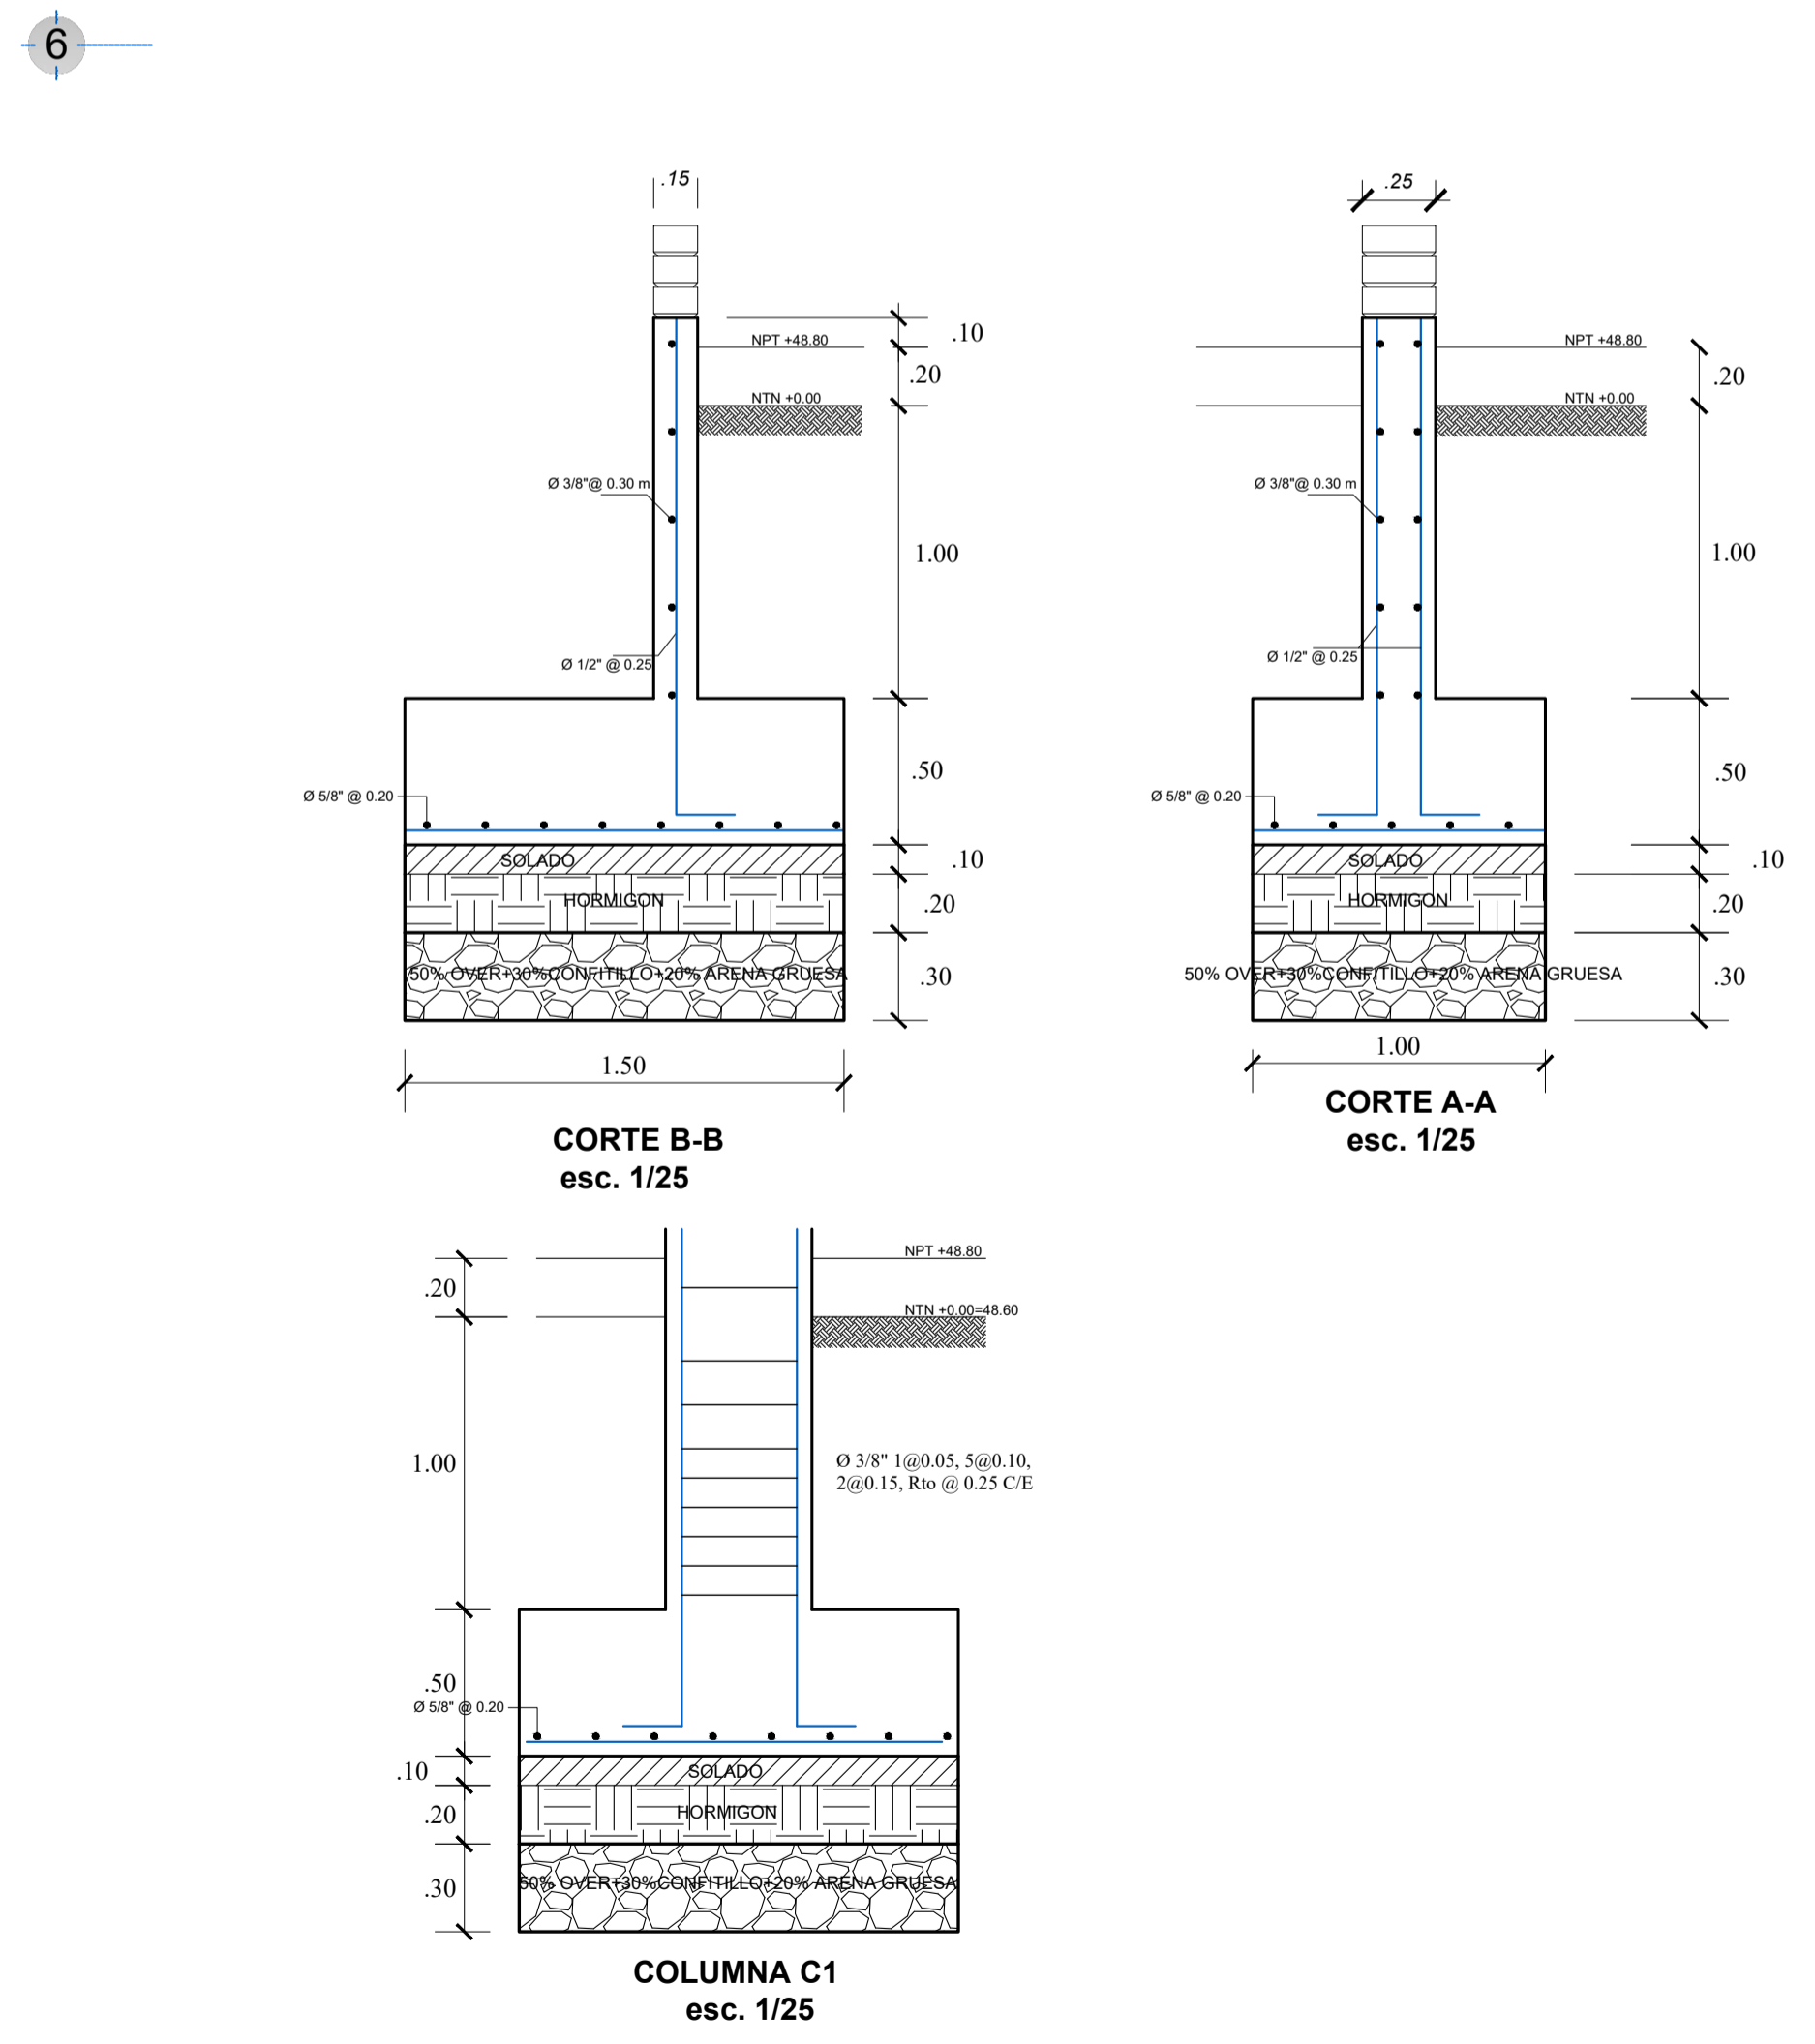 6
.15
.10
NPT +48.80
.20
NTN +0.00
Ø 3/8"@ 0.30 m
1.00
Ø 1/2" @ 0.25
.50
Ø 5/8" @ 0.20
SOLADO
.10
HORMIGON
.20
50% OVER+30%CONFITILLO+20% ARENA GRUESA
.30
1.50
CORTE B-B
esc. 1/25
.25
NPT +48.80
.20
NTN +0.00
Ø 3/8"@ 0.30 m
1.00
Ø 1/2" @ 0.25
.50
Ø 5/8" @ 0.20
SOLADO
.10
HORMIGON
.20
50% OVER+30%CONFITILLO+20% ARENA GRUESA
.30
1.00
CORTE A-A
esc. 1/25
NPT +48.80
.20
NTN +0.00=48.60
1.00
Ø 3/8" 1@0.05, 5@0.10,
2@0.15, Rto @ 0.25 C/E
.50
Ø 5/8" @ 0.20
SOLADO
.10
HORMIGON
.20
50% OVER+30%CONFITILLO+20% ARENA GRUESA
.30
COLUMNA C1
esc. 1/25